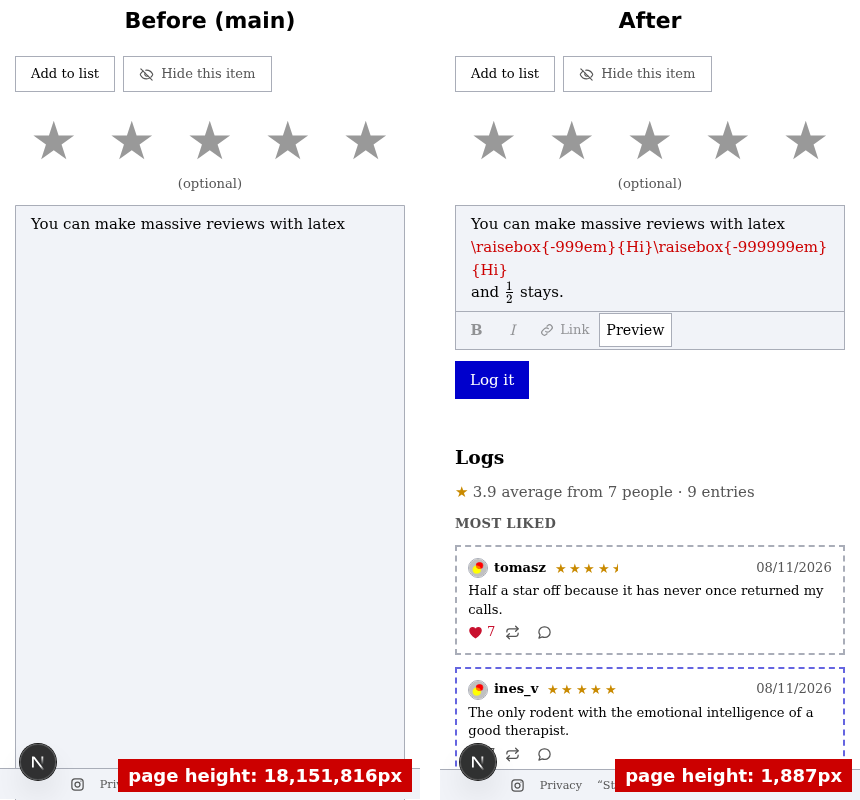 Before (main)
Add to list
Hide this item
(optional)
You can make massive reviews with latex
N
page height: 18,151,816px
After
Add to list
Hide this item
(optional)
You can make massive reviews with latex
\raisebox{-999em}{Hi}\raisebox{-999999em}
{Hi}
and 1/2 stays.
B I Link Preview
Log it
Logs
★ 3.9 average from 7 people · 9 entries
MOST LIKED
tomasz ★★★★ 08/11/2026
Half a star off because it has never once returned my
calls.
7
ines_v ★★★★★ 08/11/2026
The only rodent with the emotional intelligence of a
good therapist.
N
Privacy
page height: 1,887px